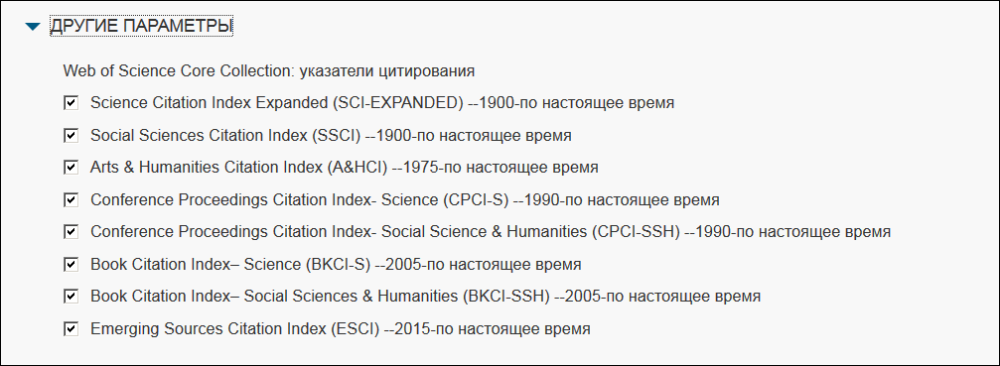 ДРУГИЕ ПАРАМЕТРЫ
Web of Science Core Collection: указатели цитирования
Science Citation Index Expanded (SCI-EXPANDED) --1900-по настоящее время
Social Sciences Citation Index (SSCI) --1900-по настоящее время
Arts & Humanities Citation Index (A&HCI) --1975-по настоящее время
Conference Proceedings Citation Index- Science (CPCI-S) --1990-по настоящее время
Conference Proceedings Citation Index- Social Science & Humanities (CPCI-SSH) --1990-по настоящее время
Book Citation Index– Science (BKCI-S) --2005-по настоящее время
Book Citation Index– Social Sciences & Humanities (BKCI-SSH) --2005-по настоящее время
Emerging Sources Citation Index (ESCI) --2015-по настоящее время